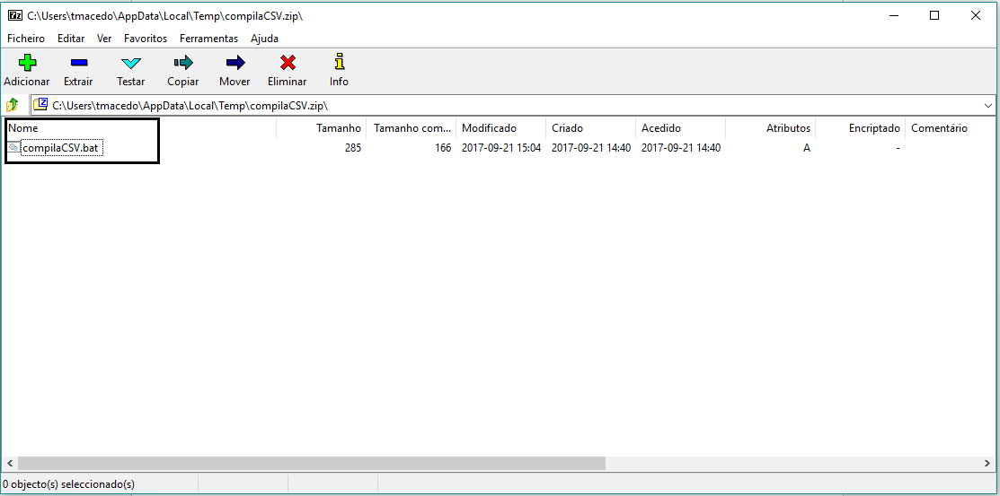 7z C:\Users\tmacedo\AppData\Local\Temp\compilaCSV.zip\
Ficheiro Editar Ver Favoritos Ferramentas Ajuda
Adicionar Extrair Testar Copiar Mover Eliminar Info
C:\Users\tmacedo\AppData\Local\Temp\compilaCSV.zip\
Nome Tamanho Tamanho com... Modificado Criado Acedido Atributos Encriptado Comentário
compilaCSV.bat 285 166 2017-09-21 15:04 2017-09-21 14:40 2017-09-21 14:40 A -
0 objecto(s) seleccionado(s)